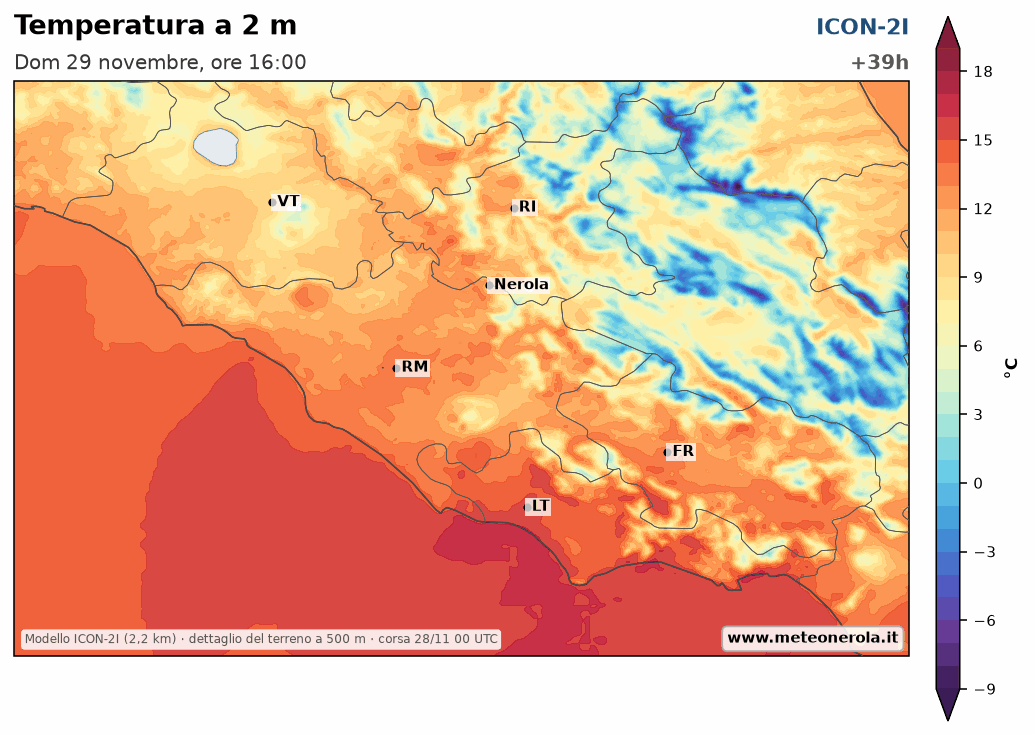 Temperatura a 2 m
ICON-2I
Dom 29 novembre, ore 16:00
+39h
VT
RI
Nerola
RM
FR
LT
Modello ICON-2I (2,2 km) · dettaglio del terreno a 500 m · corsa 28/11 00 UTC
www.meteonerola.it
18
15
12
9
6
3
0
−3
−6
−9
°C